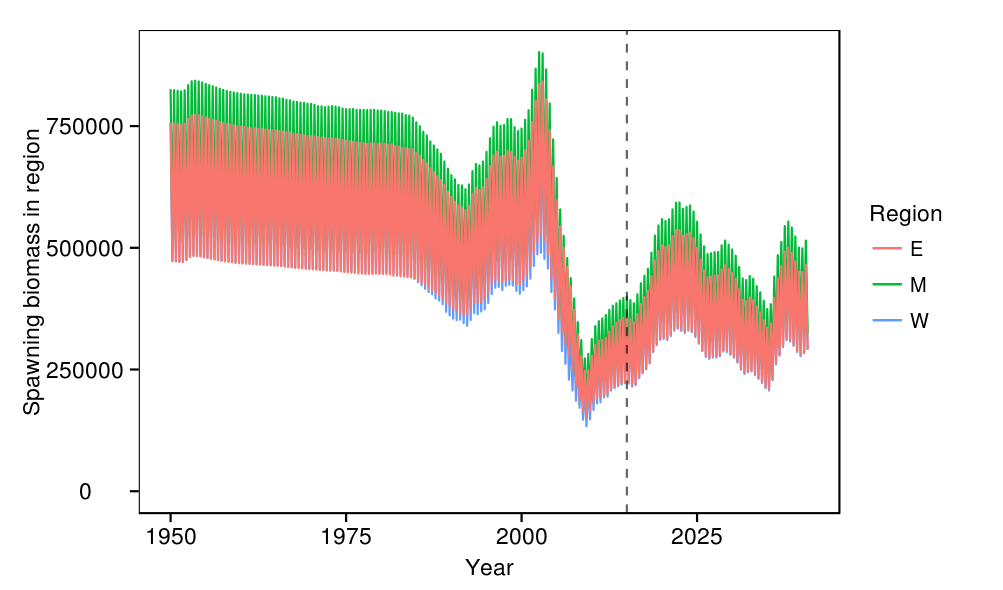 Spawning biomass in region
750000
500000
250000
0
1950 1975 2000 2025
Year
Region
E
M
W